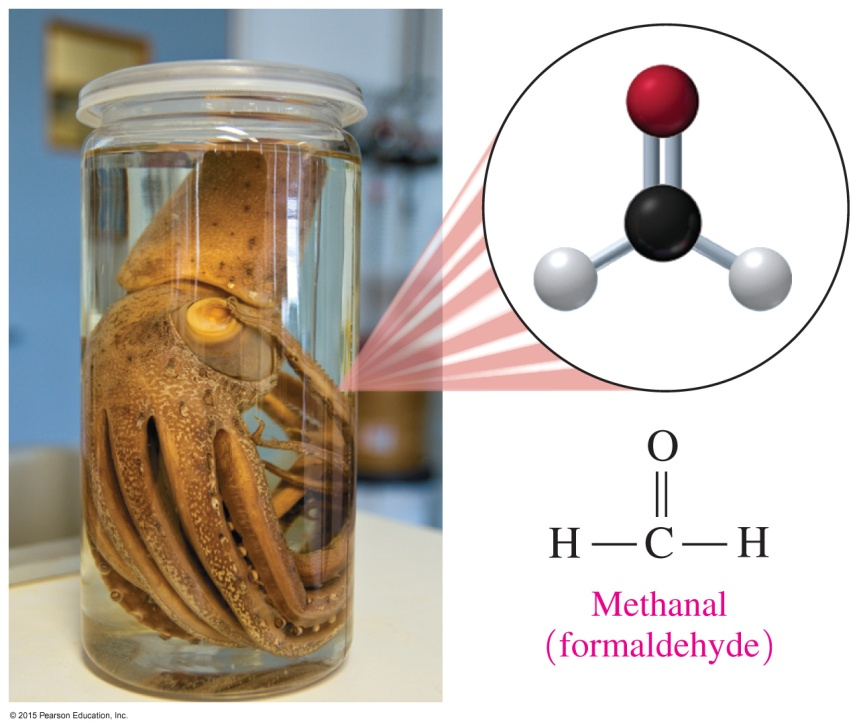 O
H — C — H
Methanal
(formaldehyde)
© 2015 Pearson Education, Inc.